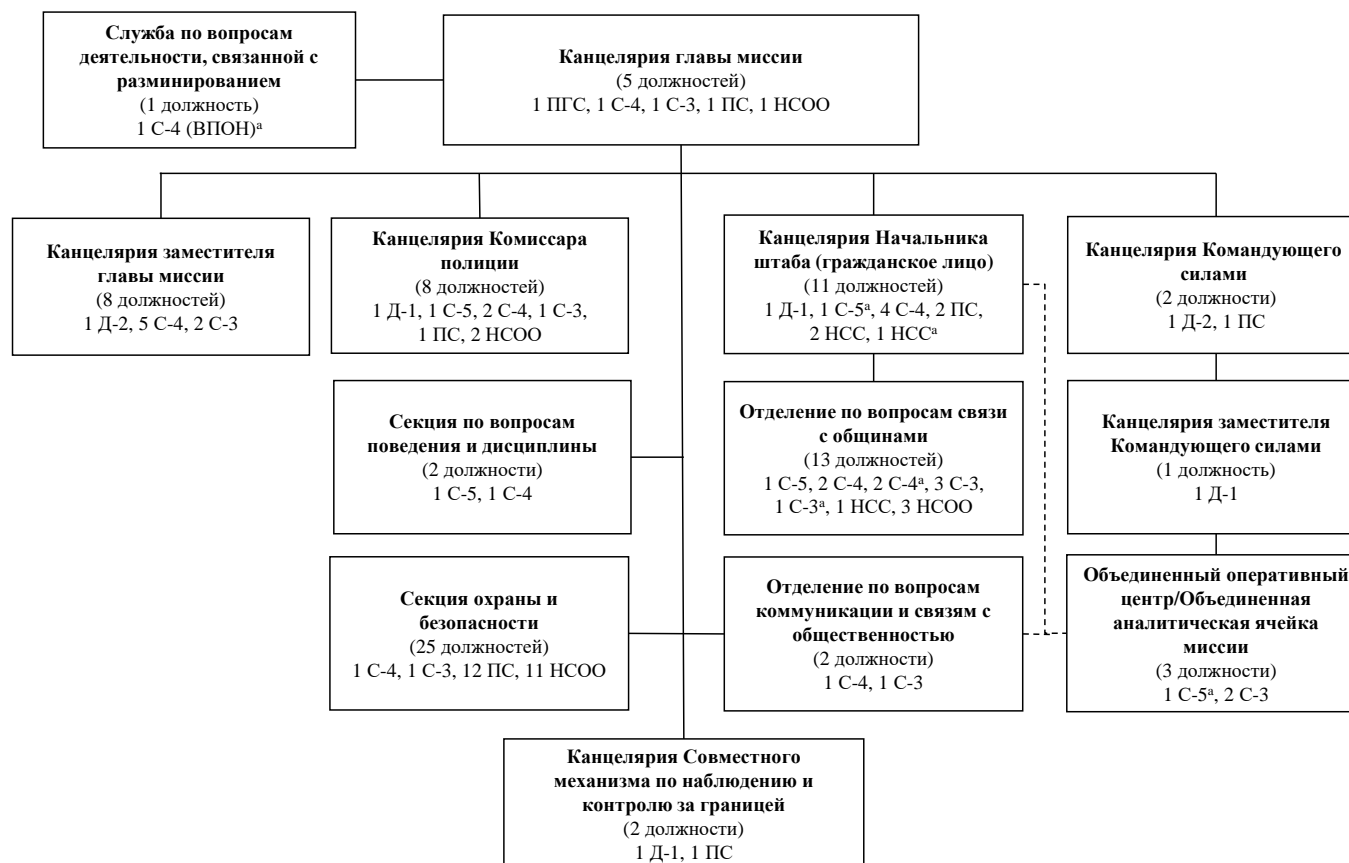 Служба по вопросам
деятельности, связанной с
разминированием
(1 должность)
1 С-4 (ВПОН)ᵃ
Канцелярия главы миссии
(5 должностей)
1 ПГС, 1 С-4, 1 С-3, 1 ПС, 1 НСОО
Канцелярия заместителя
главы миссии
(8 должностей)
1 Д-2, 5 С-4, 2 С-3
Канцелярия Комиссара
полиции
(8 должностей)
1 Д-1, 1 С-5, 2 С-4, 1 С-3,
1 ПС, 2 НСОО
Канцелярия Начальника
штаба (гражданское лицо)
(11 должностей)
1 Д-1, 1 С-5ᵃ, 4 С-4, 2 ПС,
2 НСС, 1 НССᵃ
Канцелярия Командующего
силами
(2 должности)
1 Д-2, 1 ПС
Секция по вопросам
поведения и дисциплины
(2 должности)
1 С-5, 1 С-4
Отделение по вопросам связи
с общинами
(13 должностей)
1 С-5, 2 С-4, 2 С-4ᵃ, 3 С-3,
1 С-3ᵃ, 1 НСС, 3 НСОО
Канцелярия заместителя
Командующего силами
(1 должность)
1 Д-1
Секция охраны и
безопасности
(25 должностей)
1 С-4, 1 С-3, 12 ПС, 11 НСОО
Отделение по вопросам
коммуникации и связям с
общественностью
(2 должности)
1 С-4, 1 С-3
Объединенный оперативный
центр/Объединенная
аналитическая ячейка
миссии
(3 должности)
1 С-5ᵃ, 2 С-3
Канцелярия Совместного
механизма по наблюдению и
контролю за границей
(2 должности)
1 Д-1, 1 ПС